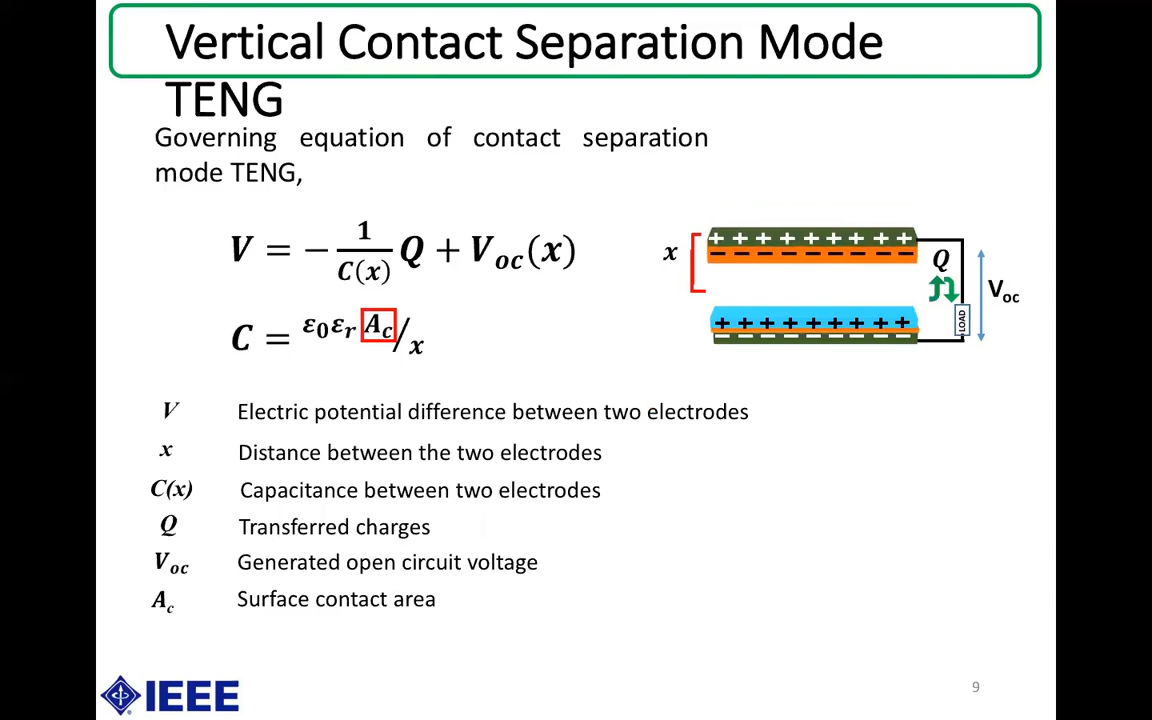 Vertical Contact Separation Mode
TENG
Governing equation of contact separation
mode TENG,
V = − 1/C(x) Q + Voc(x)
C = ε0εr Ac/x
x
+ + + + + + + + +
− − − − − − − − −
Q
Voc
LOAD
+ + + + + + + + +
− − − − − − − − −
V Electric potential difference between two electrodes
x Distance between the two electrodes
C(x) Capacitance between two electrodes
Q Transferred charges
Voc Generated open circuit voltage
Ac Surface contact area
IEEE
9